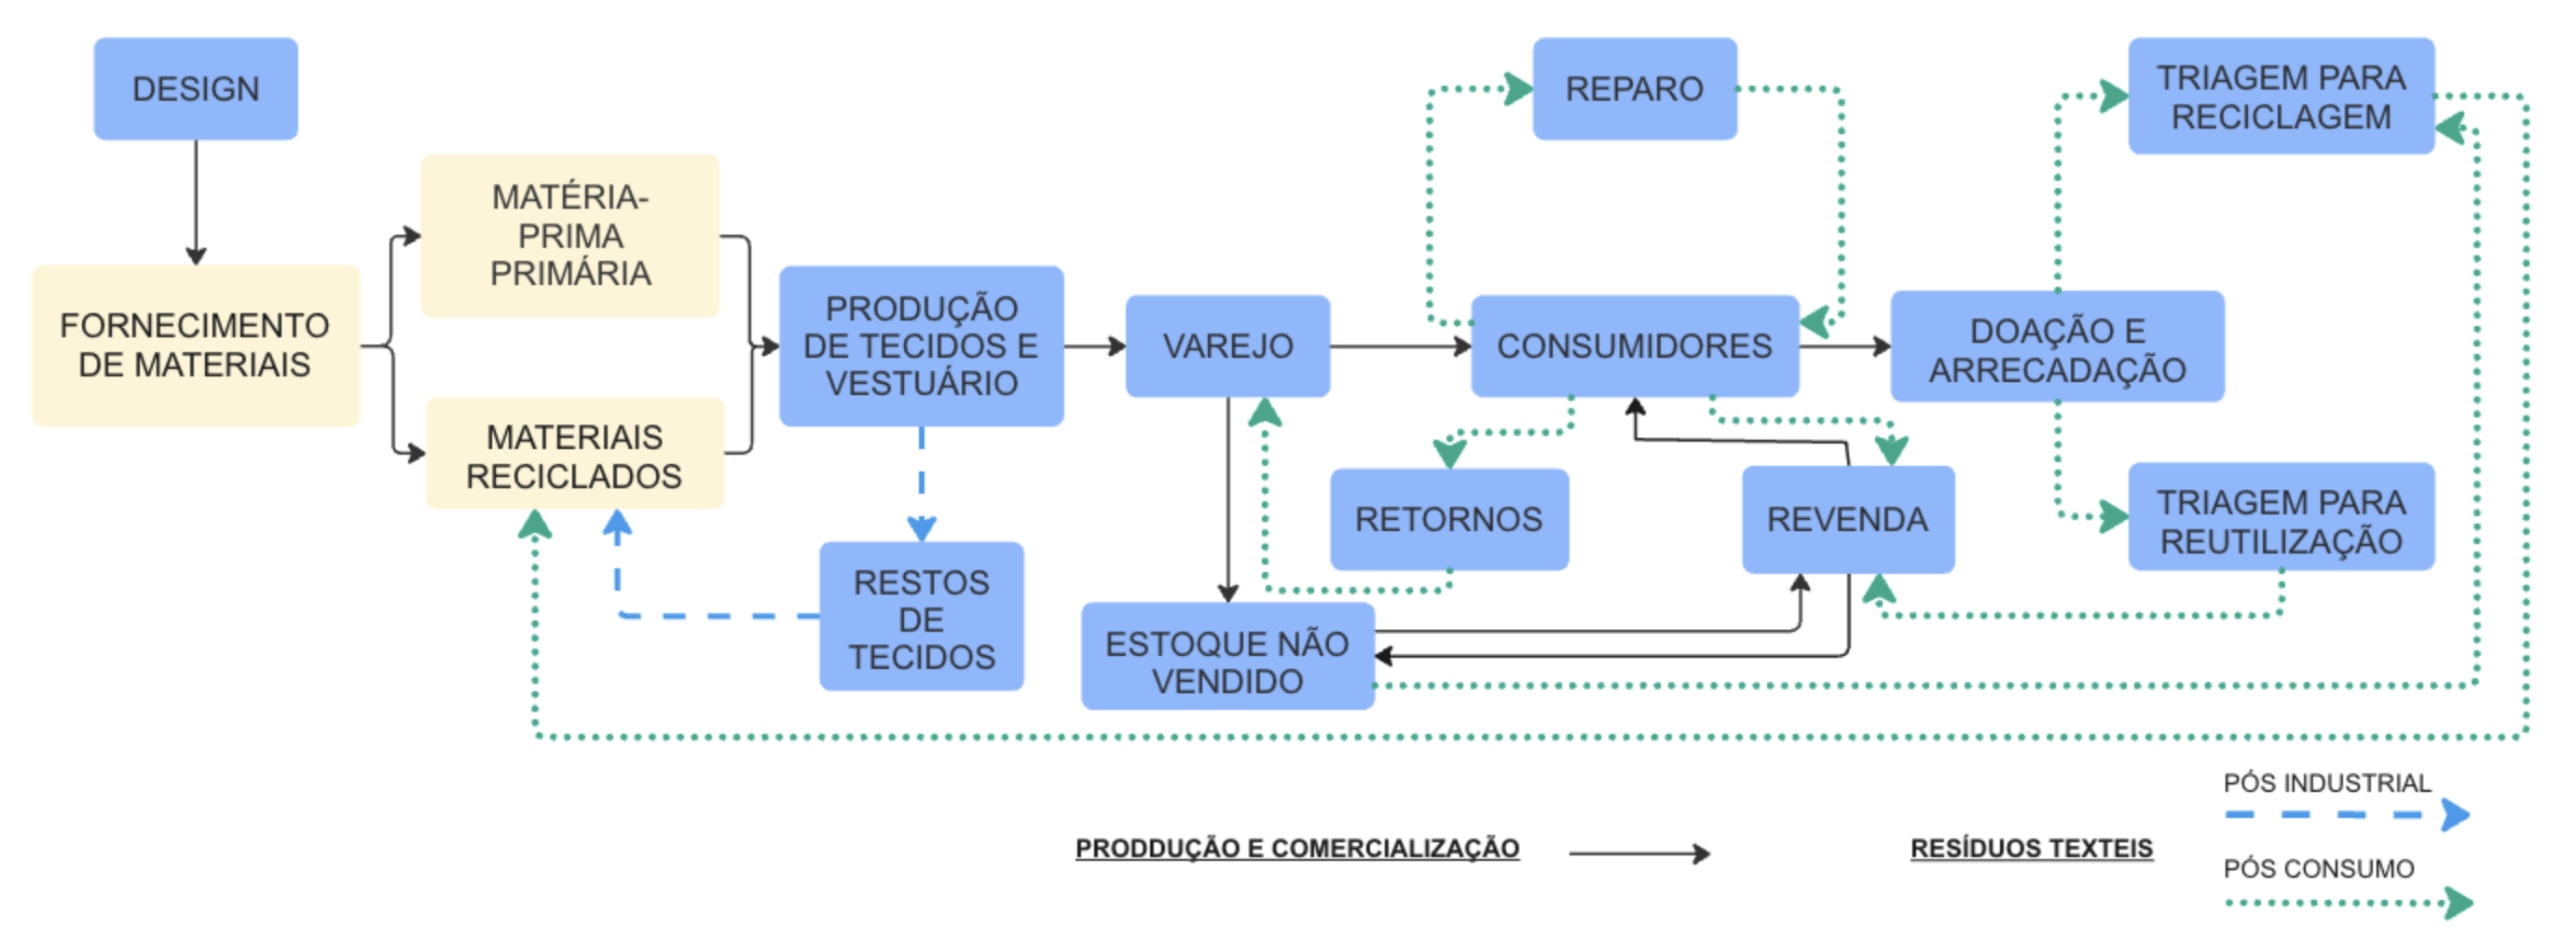 DESIGN
FORNECIMENTO
DE MATERIAIS
MATÉRIA-
PRIMA
PRIMÁRIA
MATERIAIS
RECICLADOS
PRODUÇÃO
DE TECIDOS E
VESTUÁRIO
RESTOS
DE
TECIDOS
VAREJO
ESTOQUE NÃO
VENDIDO
REPARO
CONSUMIDORES
RETORNOS
REVENDA
DOAÇÃO E
ARRECADAÇÃO
TRIAGEM PARA
RECICLAGEM
TRIAGEM PARA
REUTILIZAÇÃO
PRODDUÇÃO E COMERCIALIZAÇÃO
RESÍDUOS TEXTEIS
PÓS INDUSTRIAL
PÓS CONSUMO